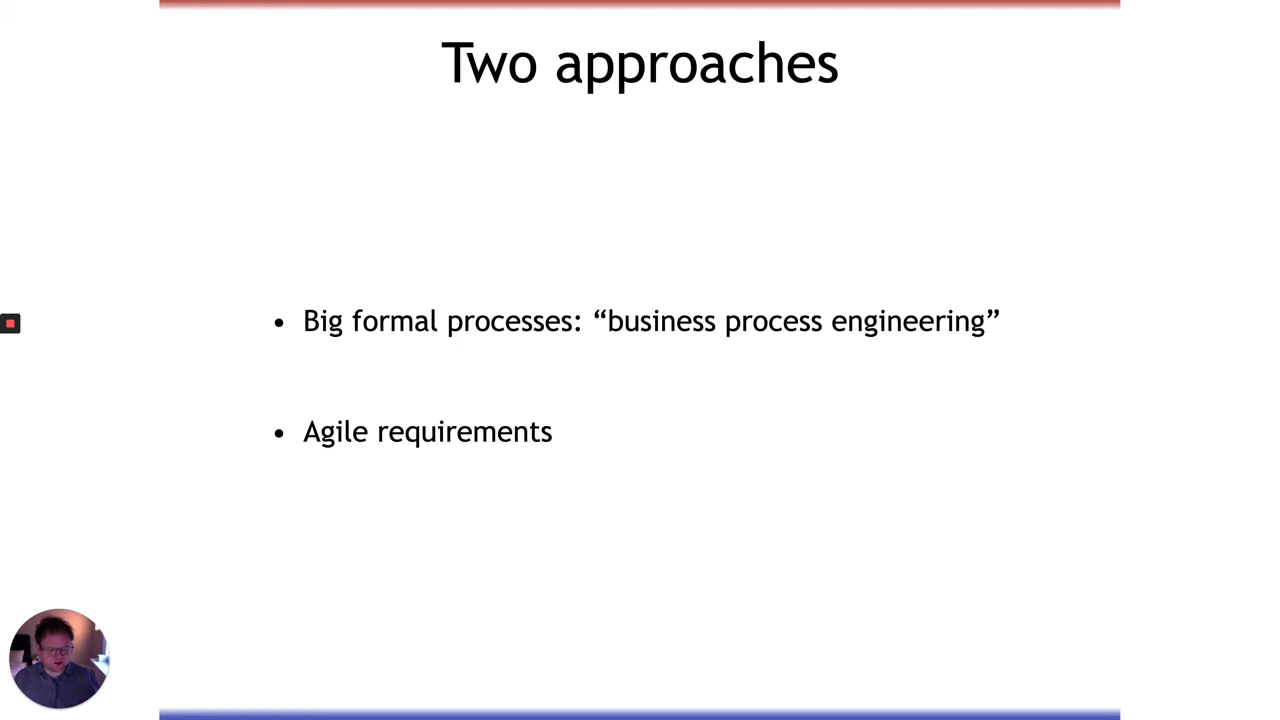 Two approaches
• Big formal processes: “business process engineering”
• Agile requirements